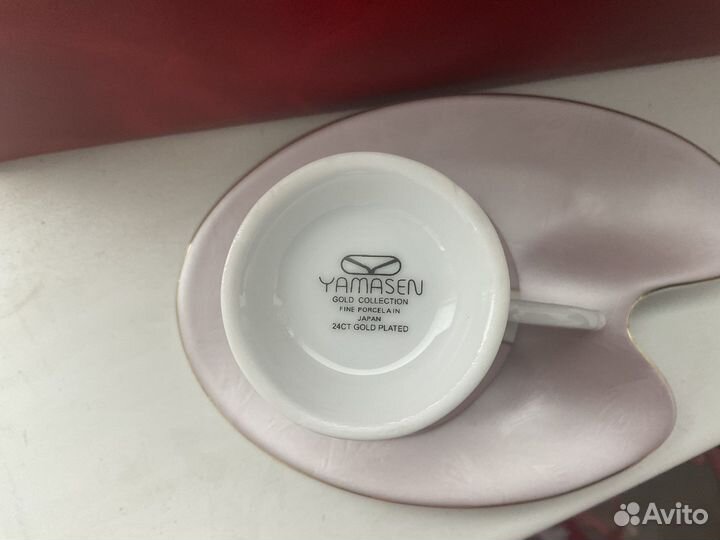 YAMASEN
GOLD COLLECTION
FINE PORCELAIN
JAPAN
24CT GOLD PLATED
Avito